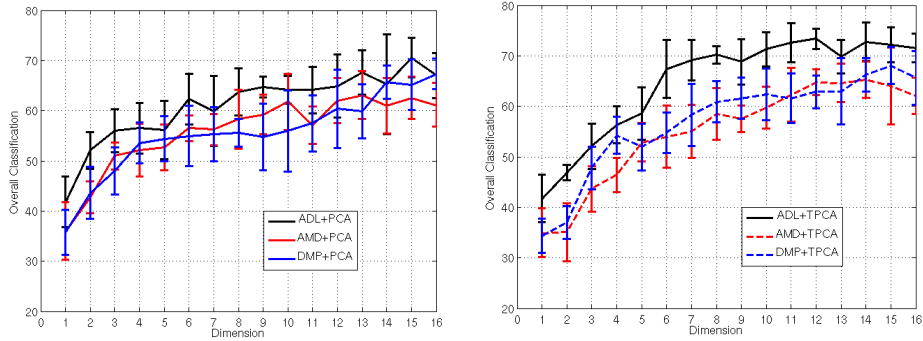 80
70
60
50
40
30
20
Overall Classification
0 1 2 3 4 5 6 7 8 9 10 11 12 13 14 15 16
Dimension
ADL+PCA
AMD+PCA
DMP+PCA
80
70
60
50
40
30
20
Overall Classification
0 1 2 3 4 5 6 7 8 9 10 11 12 13 14 15 16
Dimension
ADL+TPCA
AMD+TPCA
DMP+TPCA